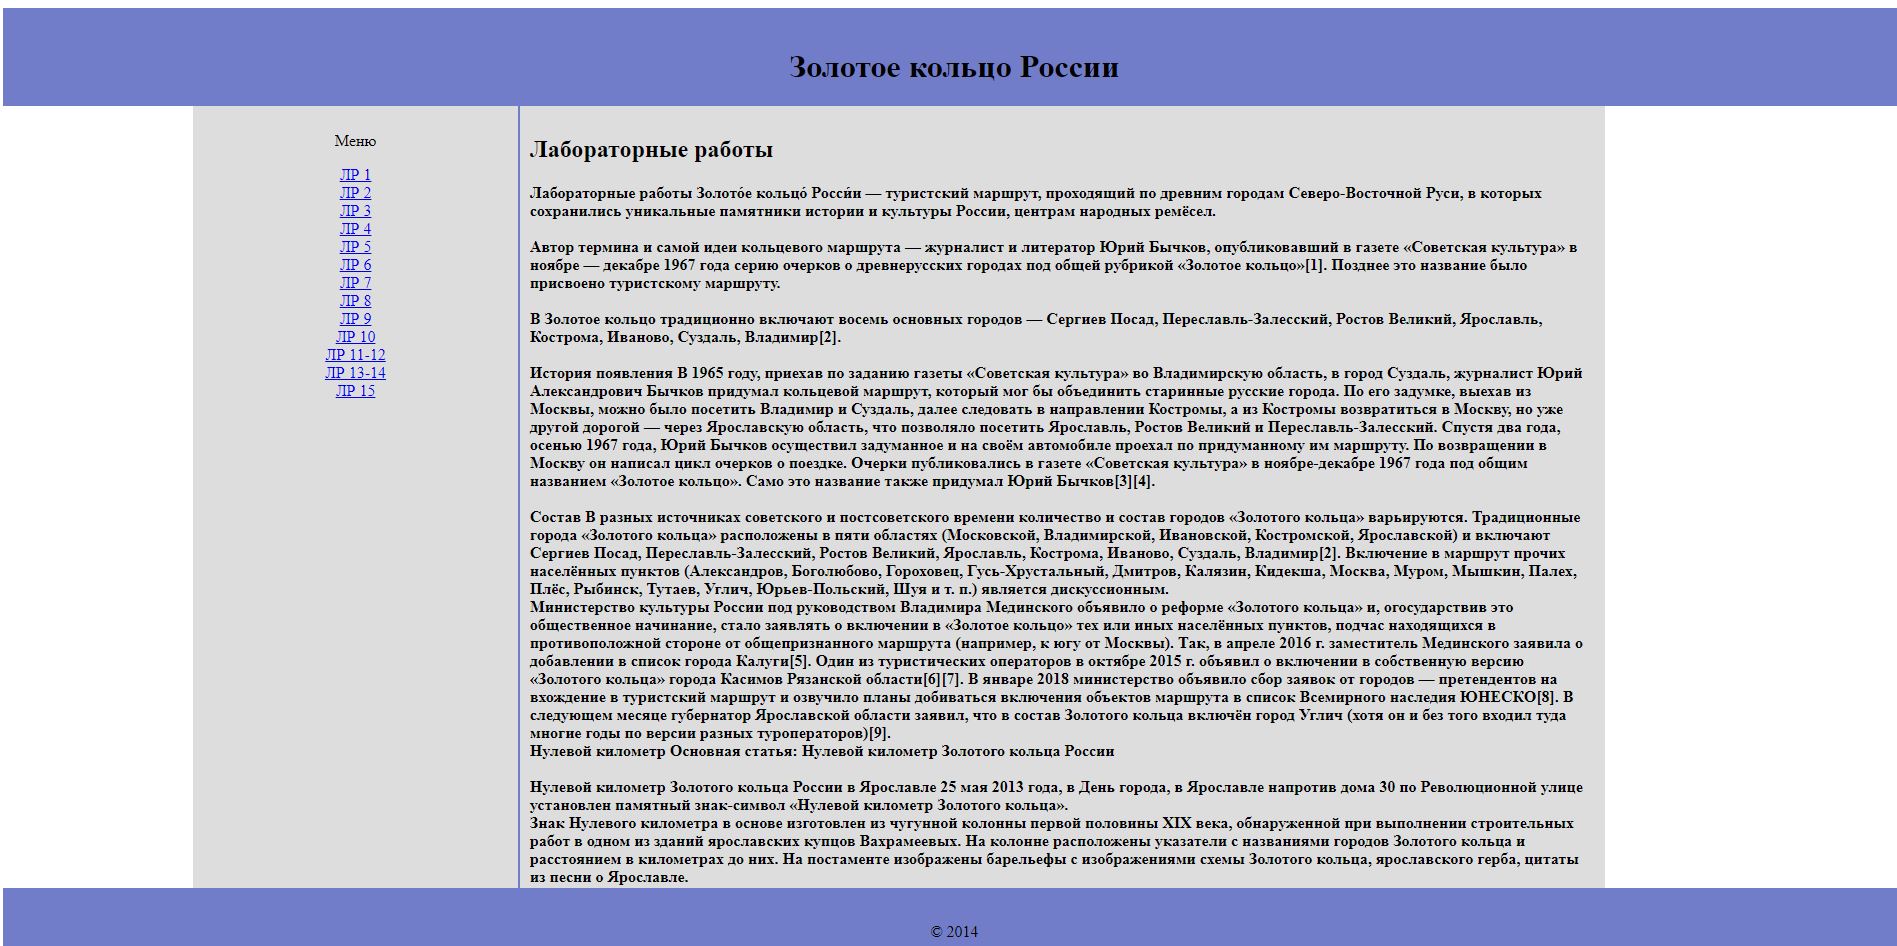 Золотое кольцо России
Меню
ЛР 1
ЛР 2
ЛР 3
ЛР 4
ЛР 5
ЛР 6
ЛР 7
ЛР 8
ЛР 9
ЛР 10
ЛР 11-12
ЛР 13-14
ЛР 15
Лабораторные работы
Лабораторные работы Золото́е кольцо́ Росси́и — туристский маршрут, проходящий по древним городам Северо-Восточной Руси, в которых
сохранились уникальные памятники истории и культуры России, центрам народных ремёсел.
Автор термина и самой идеи кольцевого маршрута — журналист и литератор Юрий Бычков, опубликовавший в газете «Советская культура» в
ноябре — декабре 1967 года серию очерков о древнерусских городах под общей рубрикой «Золотое кольцо»[1]. Позднее это название было
присвоено туристскому маршруту.
В Золотое кольцо традиционно включают восемь основных городов — Сергиев Посад, Переславль-Залесский, Ростов Великий, Ярославль,
Кострома, Иваново, Суздаль, Владимир[2].
История появления В 1965 году, приехав по заданию газеты «Советская культура» во Владимирскую область, в город Суздаль, журналист Юрий
Александрович Бычков придумал кольцевой маршрут, который мог бы объединить старинные русские города. По его задумке, выехав из
Москвы, можно было посетить Владимир и Суздаль, далее следовать в направлении Костромы, а из Костромы возвратиться в Москву, но уже
другой дорогой — через Ярославскую область, что позволяло посетить Ярославль, Ростов Великий и Переславль-Залесский. Спустя два года,
осенью 1967 года, Юрий Бычков осуществил задуманное и на своём автомобиле проехал по придуманному им маршруту. По возвращении в
Москву он написал цикл очерков о поездке. Очерки публиковались в газете «Советская культура» в ноябре-декабре 1967 года под общим
названием «Золотое кольцо». Само это название также придумал Юрий Бычков[3][4].
Состав В разных источниках советского и постсоветского времени количество и состав городов «Золотого кольца» варьируются. Традиционные
города «Золотого кольца» расположены в пяти областях (Московской, Владимирской, Ивановской, Костромской, Ярославской) и включают
Сергиев Посад, Переславль-Залесский, Ростов Великий, Ярославль, Кострома, Иваново, Суздаль, Владимир[2]. Включение в маршрут прочих
населённых пунктов (Александров, Боголюбово, Гороховец, Гусь-Хрустальный, Дмитров, Калязин, Кидекша, Москва, Муром, Мышкин, Палех,
Плёс, Рыбинск, Тутаев, Углич, Юрьев-Польский, Шуя и т. п.) является дискуссионным.
Министерство культуры России под руководством Владимира Мединского объявило о реформе «Золотого кольца» и, огосударствив это
общественное начинание, стало заявлять о включении в «Золотое кольцо» тех или иных населённых пунктов, подчас находящихся в
противоположной стороне от общепризнанного маршрута (например, к югу от Москвы). Так, в апреле 2016 г. заместитель Мединского заявила о
добавлении в список города Калуги[5]. Один из туристических операторов в октябре 2015 г. объявил о включении в собственную версию
«Золотого кольца» города Касимов Рязанской области[6][7]. В январе 2018 министерство объявило сбор заявок от городов — претендентов на
вхождение в туристский маршрут и озвучило планы добиваться включения объектов маршрута в список Всемирного наследия ЮНЕСКО[8]. В
следующем месяце губернатор Ярославской области заявил, что в состав Золотого кольца включён город Углич (хотя он и без того входил туда
многие годы по версии разных туроператоров)[9].
Нулевой километр Основная статья: Нулевой километр Золотого кольца России
Нулевой километр Золотого кольца России в Ярославле 25 мая 2013 года, в День города, в Ярославле напротив дома 30 по Революционной улице
установлен памятный знак-символ «Нулевой километр Золотого кольца».
Знак Нулевого километра в основе изготовлен из чугунной колонны первой половины XIX века, обнаруженной при выполнении строительных
работ в одном из зданий ярославских купцов Вахрамеевых. На колонне расположены указатели с названиями городов Золотого кольца и
расстоянием в километрах до них. На постаменте изображены барельефы с изображениями схемы Золотого кольца, ярославского герба, цитаты
из песни о Ярославле.
© 2014